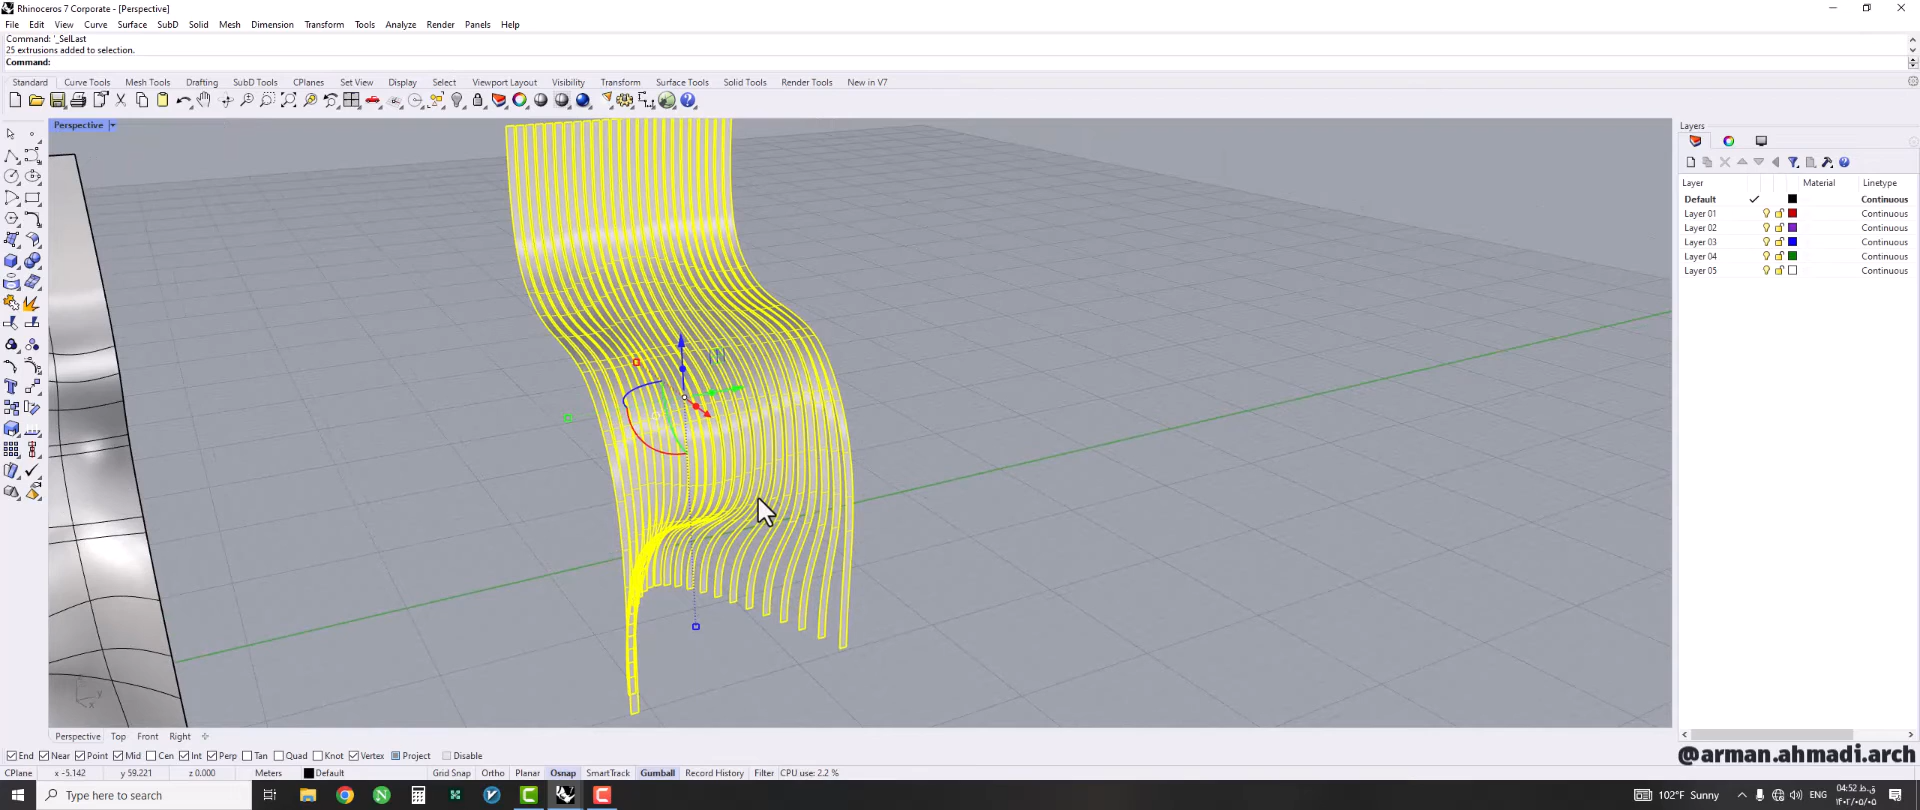 Rhinoceros 7 Corporate - [Perspective]
File Edit View Curve Surface SubD Solid Mesh Dimension Transform Tools Analyze Render Panels Help
Command: '_SelLast
25 extrusions added to selection.
Command:
Standard Curve Tools Mesh Tools Drafting SubD Tools CPlanes Set View Display Select Viewport Layout Visibility Transform Surface Tools Solid Tools Render Tools New in V7
Perspective
Layers
Layer Material Linetype
Default Continuous
Layer 01 Continuous
Layer 02 Continuous
Layer 03 Continuous
Layer 04 Continuous
Layer 05 Continuous
z y x
Perspective Top Front Right
End Near Point Mid Cen Int Perp Tan Quad Knot Vertex Project Disable
@arman.ahmadi.arch
CPlane x -5.142 y 59.221 z 0.000 Meters Default Grid Snap Ortho Planar Osnap SmartTrack Gumball Record History Filter CPU use: 2.2 %
Type here to search
102°F Sunny ENG 04:52 ق.ظ
۱۴۰۲/۰۵/۰۵